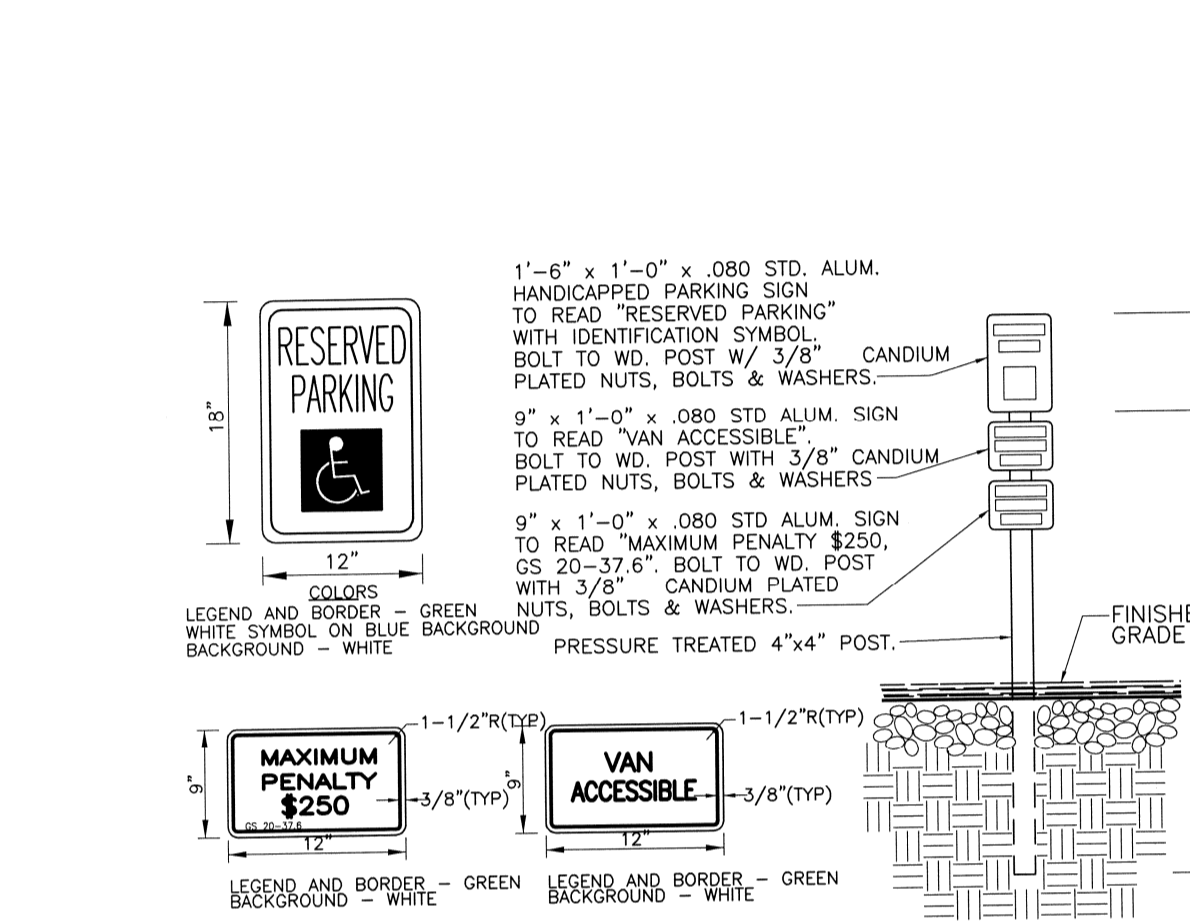 RESERVED
PARKING
18"
12"
COLORS
LEGEND AND BORDER – GREEN
WHITE SYMBOL ON BLUE BACKGROUND
BACKGROUND – WHITE
1'–6" x 1'–0" x .080 STD. ALUM.
HANDICAPPED PARKING SIGN
TO READ "RESERVED PARKING"
WITH IDENTIFICATION SYMBOL.
BOLT TO WD. POST W/ 3/8" CANDIUM
PLATED NUTS, BOLTS & WASHERS.
9" x 1'–0" x .080 STD ALUM. SIGN
TO READ "VAN ACCESSIBLE".
BOLT TO WD. POST WITH 3/8" CANDIUM
PLATED NUTS, BOLTS & WASHERS
9" x 1'–0" x .080 STD ALUM. SIGN
TO READ "MAXIMUM PENALTY $250,
GS 20–37.6". BOLT TO WD. POST
WITH 3/8" CANDIUM PLATED
NUTS, BOLTS & WASHERS.
PRESSURE TREATED 4"x4" POST.
FINISHE
GRADE
MAXIMUM
PENALTY
$250
GS 20–37.6
9"
12"
1–1/2"R(TYP)
3/8"(TYP)
LEGEND AND BORDER – GREEN
BACKGROUND – WHITE
VAN
ACCESSIBLE
9"
12"
1–1/2"R(TYP)
3/8"(TYP)
LEGEND AND BORDER – GREEN
BACKGROUND – WHITE